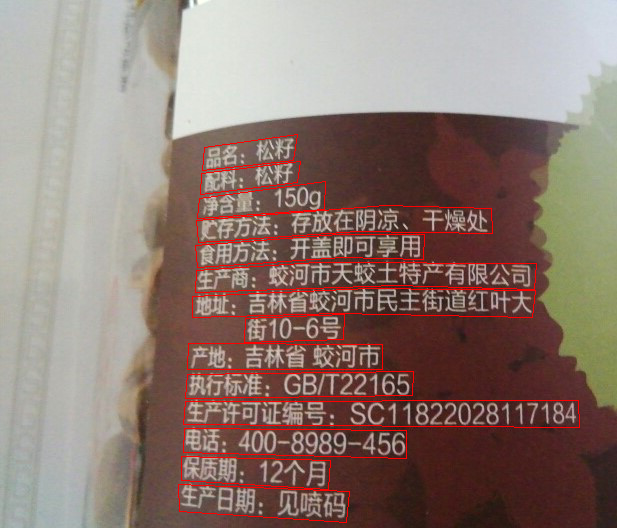 品名：松籽
配料：松籽
净含量：150g
贮存方法：存放在阴凉、干燥处
食用方法：开盖即可享用
生产商：蛟河市天蛟土特产有限公司
地址：吉林省蛟河市民主街道红叶大
街10-6号
产地：吉林省 蛟河市
执行标准：GB/T22165
生产许可证编号：SC11822028117184
电话：400-8989-456
保质期：12个月
生产日期：见喷码